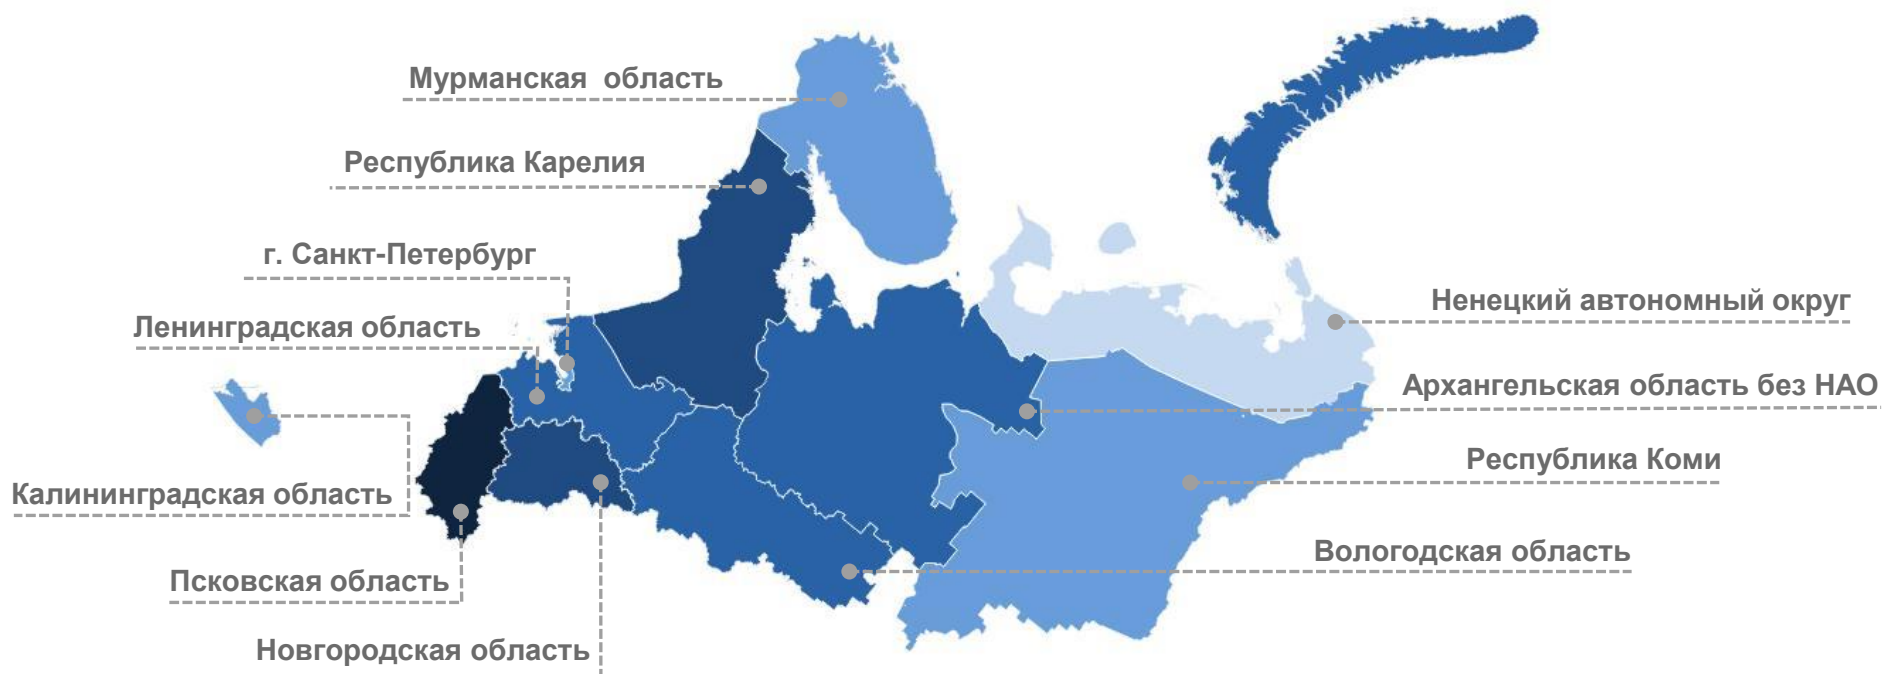 Мурманская область
Республика Карелия
г. Санкт-Петербург
Ненецкий автономный округ
Ленинградская область
Архангельская область без НАО
Республика Коми
Калининградская область
Вологодская область
Псковская область
Новгородская область